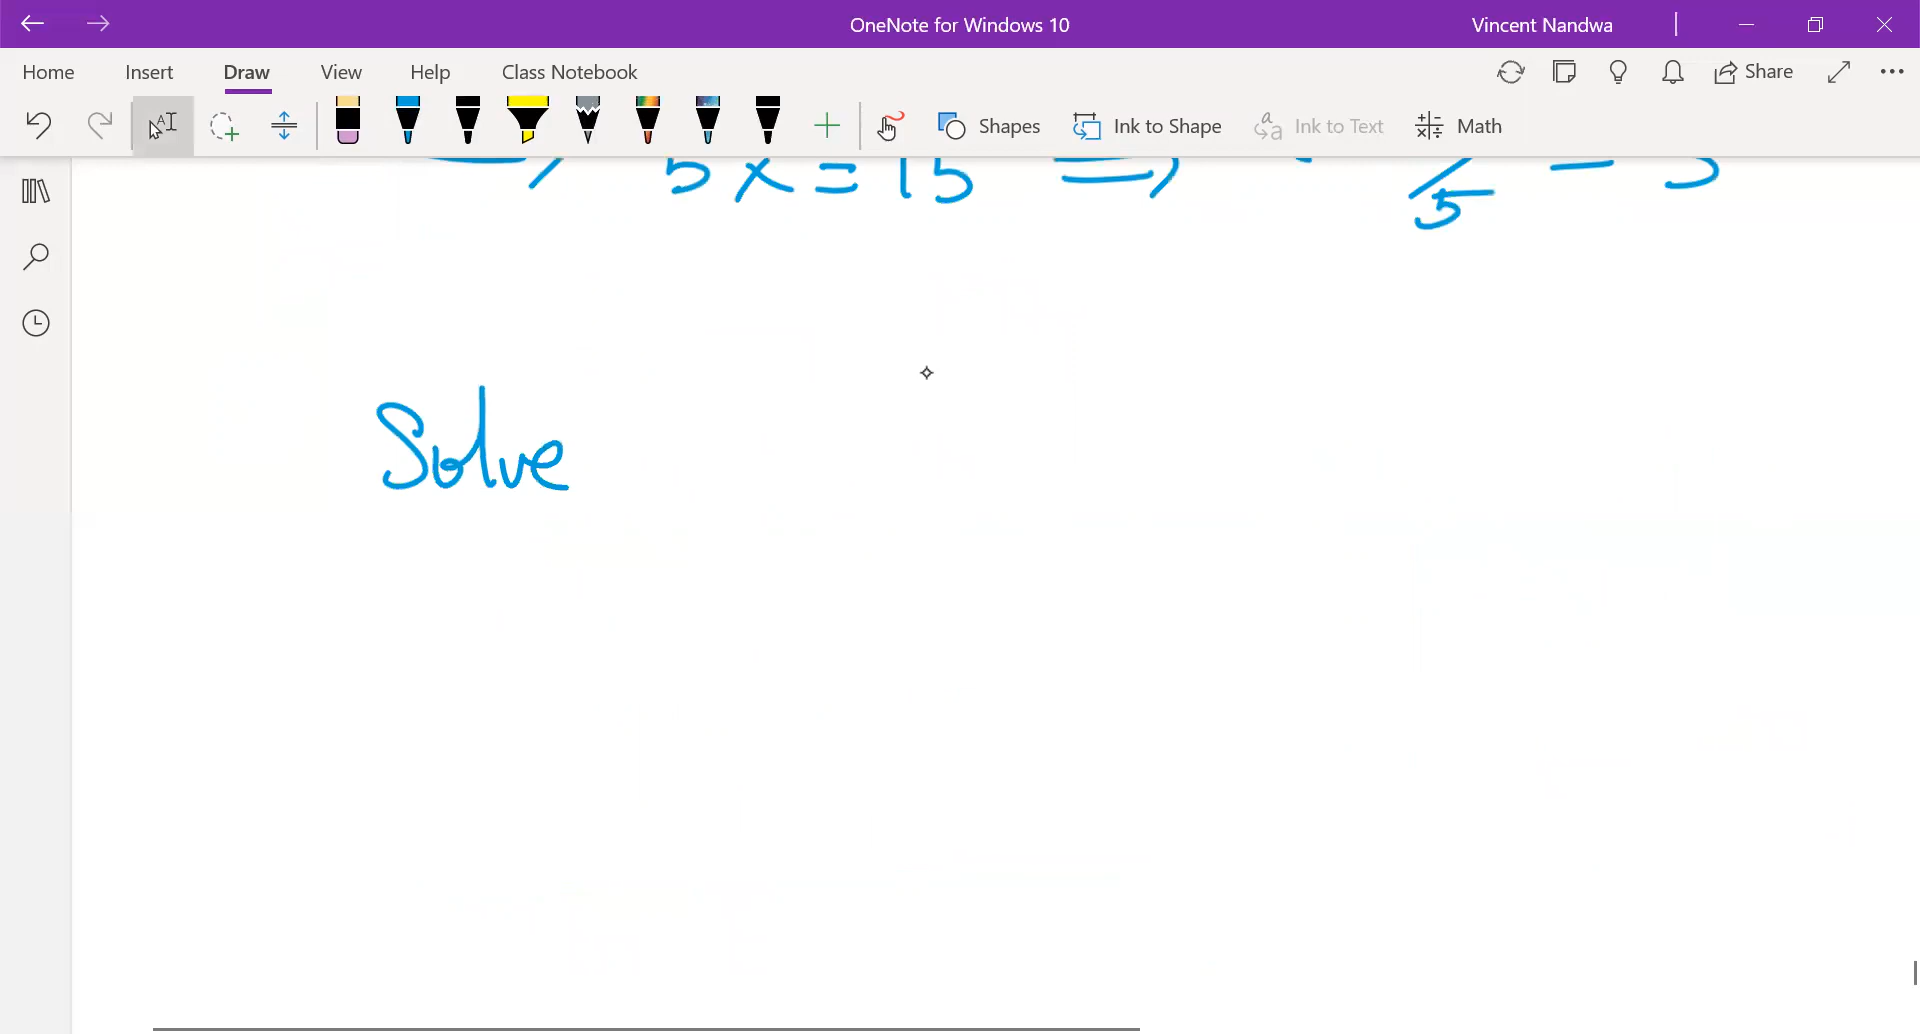 OneNote for Windows 10 Vincent Nandwa
Home Insert Draw View Help Class Notebook Share
Shapes Ink to Shape Ink to Text Math
5x = 15 ⇒ 5 =
Solve